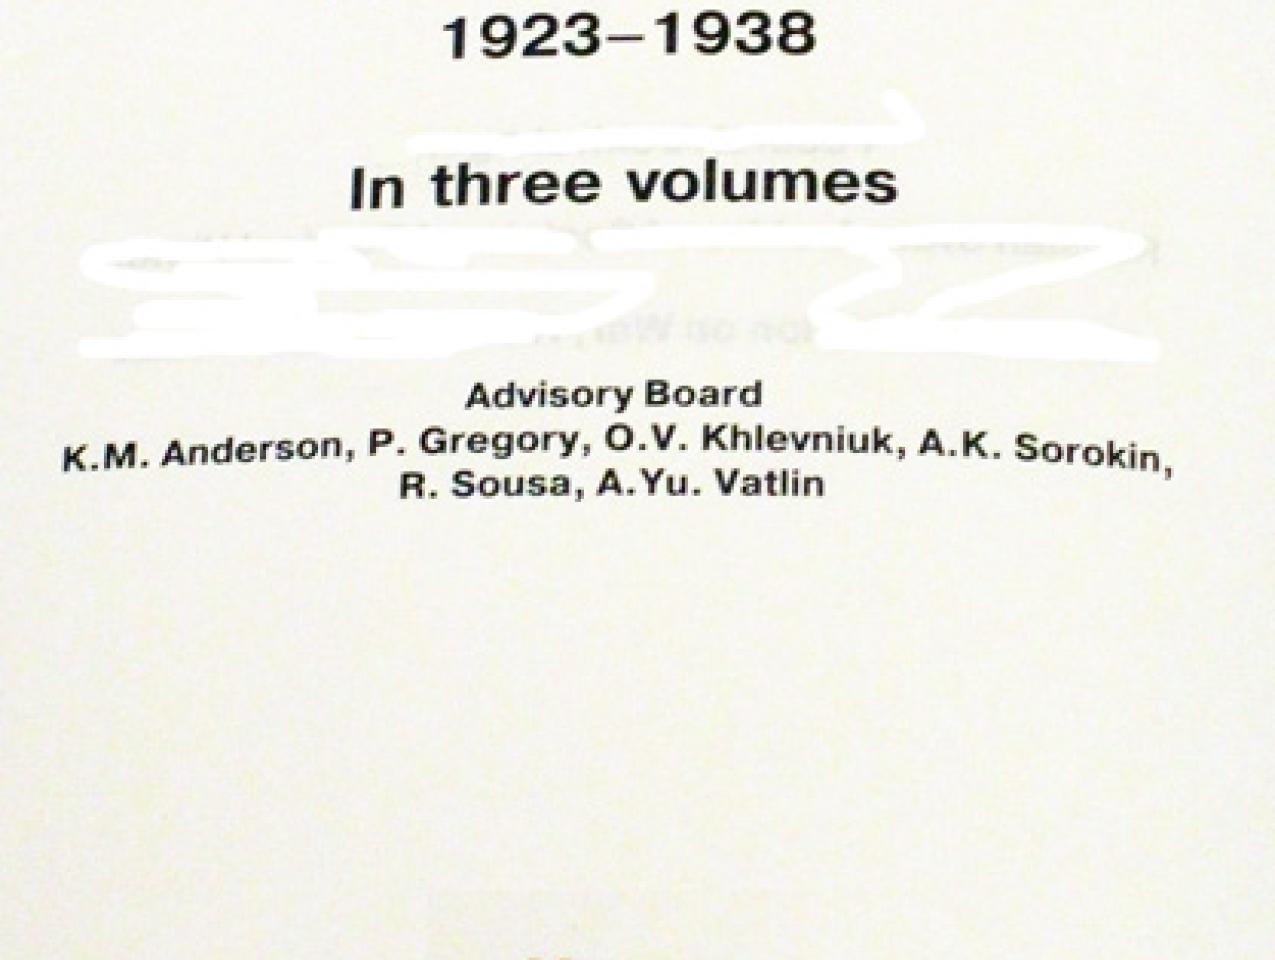 1923–1938
In three volumes
Advisory Board
K.M. Anderson, P. Gregory, O.V. Khlevniuk, A.K. Sorokin,
R. Sousa, A.Yu. Vatlin